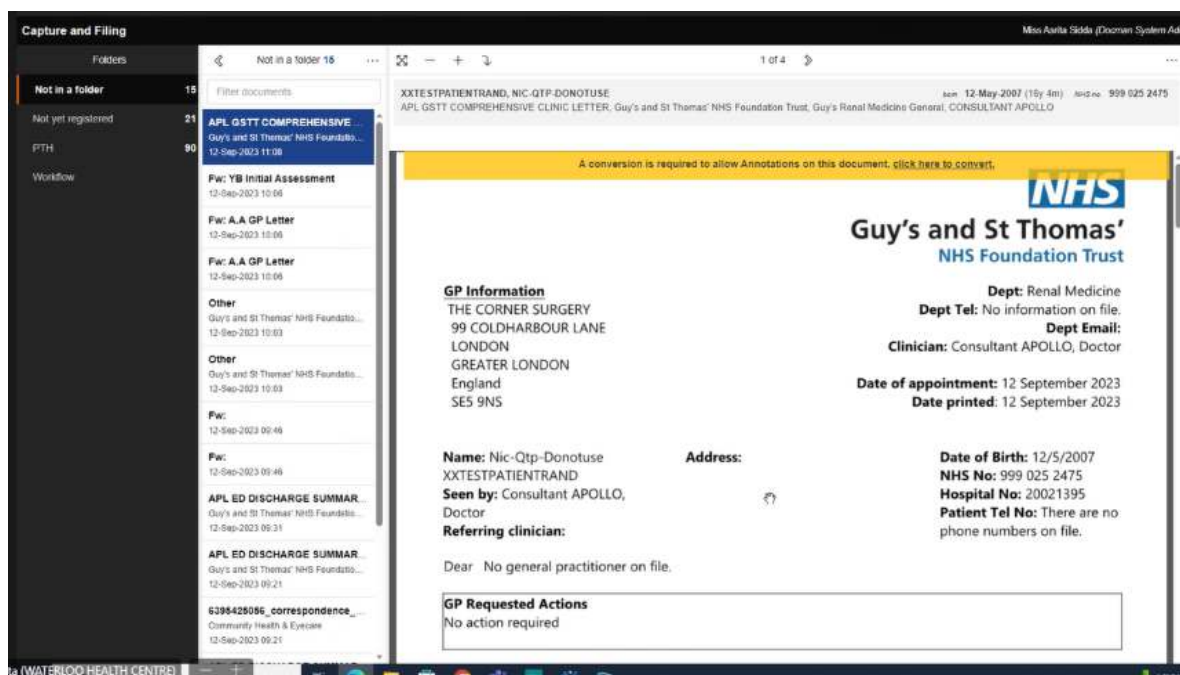 Capture and Filing
Miss Aarita Sidda (Docman System Ad
Folders
Not in a folder 15
Not yet registered 21
PTH 90
Workflow
Not in a folder 15
Filter documents
APL GSTT COMPREHENSIVE ...
Guy's and St Thomas' NHS Foundatio...
12-Sep-2023 11:08
Fw: YB Initial Assessment
12-Sep-2023 10:06
Fw: A.A GP Letter
12-Sep-2023 10:06
Fw: A.A GP Letter
12-Sep-2023 10:06
Other
Guy's and St Thomas' NHS Foundatio...
12-Sep-2023 10:03
Other
Guy's and St Thomas' NHS Foundatio...
12-Sep-2023 10:03
Fw:
12-Sep-2023 09:46
Fw:
12-Sep-2023 09:46
APL ED DISCHARGE SUMMAR...
Guy's and St Thomas' NHS Foundatio...
12-Sep-2023 09:31
APL ED DISCHARGE SUMMAR...
Guy's and St Thomas' NHS Foundatio...
12-Sep-2023 09:21
6395425056_correspondence_...
Community Health & Eyecare
12-Sep-2023 09:21
1 of 4
XXTESTPATIENTRAND, NIC-QTP-DONOTUSE
born 12-May-2007 (16y 4m) NHS no 999 025 2475
APL GSTT COMPREHENSIVE CLINIC LETTER, Guy's and St Thomas' NHS Foundation Trust, Guy's Renal Medicine General, CONSULTANT APOLLO
A conversion is required to allow Annotations on this document, click here to convert.
NHS
Guy's and St Thomas'
NHS Foundation Trust
GP Information
THE CORNER SURGERY
99 COLDHARBOUR LANE
LONDON
GREATER LONDON
England
SE5 9NS
Dept: Renal Medicine
Dept Tel: No information on file.
Dept Email:
Clinician: Consultant APOLLO, Doctor
Date of appointment: 12 September 2023
Date printed: 12 September 2023
Name: Nic-Qtp-Donotuse
XXTESTPATIENTRAND
Seen by: Consultant APOLLO,
Doctor
Referring clinician:
Address:
Date of Birth: 12/5/2007
NHS No: 999 025 2475
Hospital No: 20021395
Patient Tel No: There are no
phone numbers on file.
Dear No general practitioner on file.
GP Requested Actions
No action required
ta (WATERLOO HEALTH CENTRE)